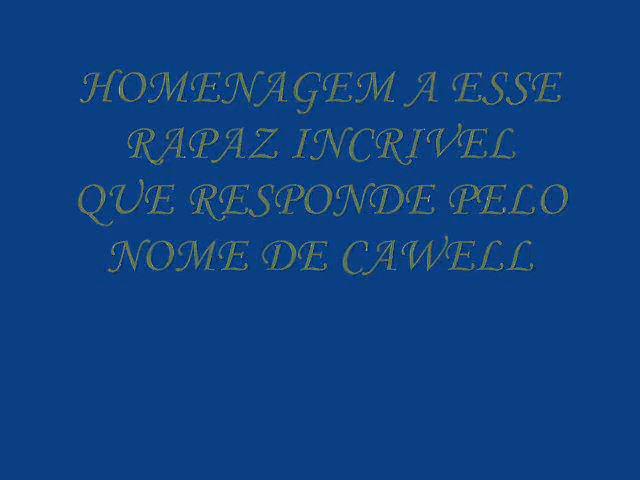 HOMENAGEM A ESSE
RAPAZ INCRIVEL
QUE RESPONDE PELO
NOME DE CAWELL